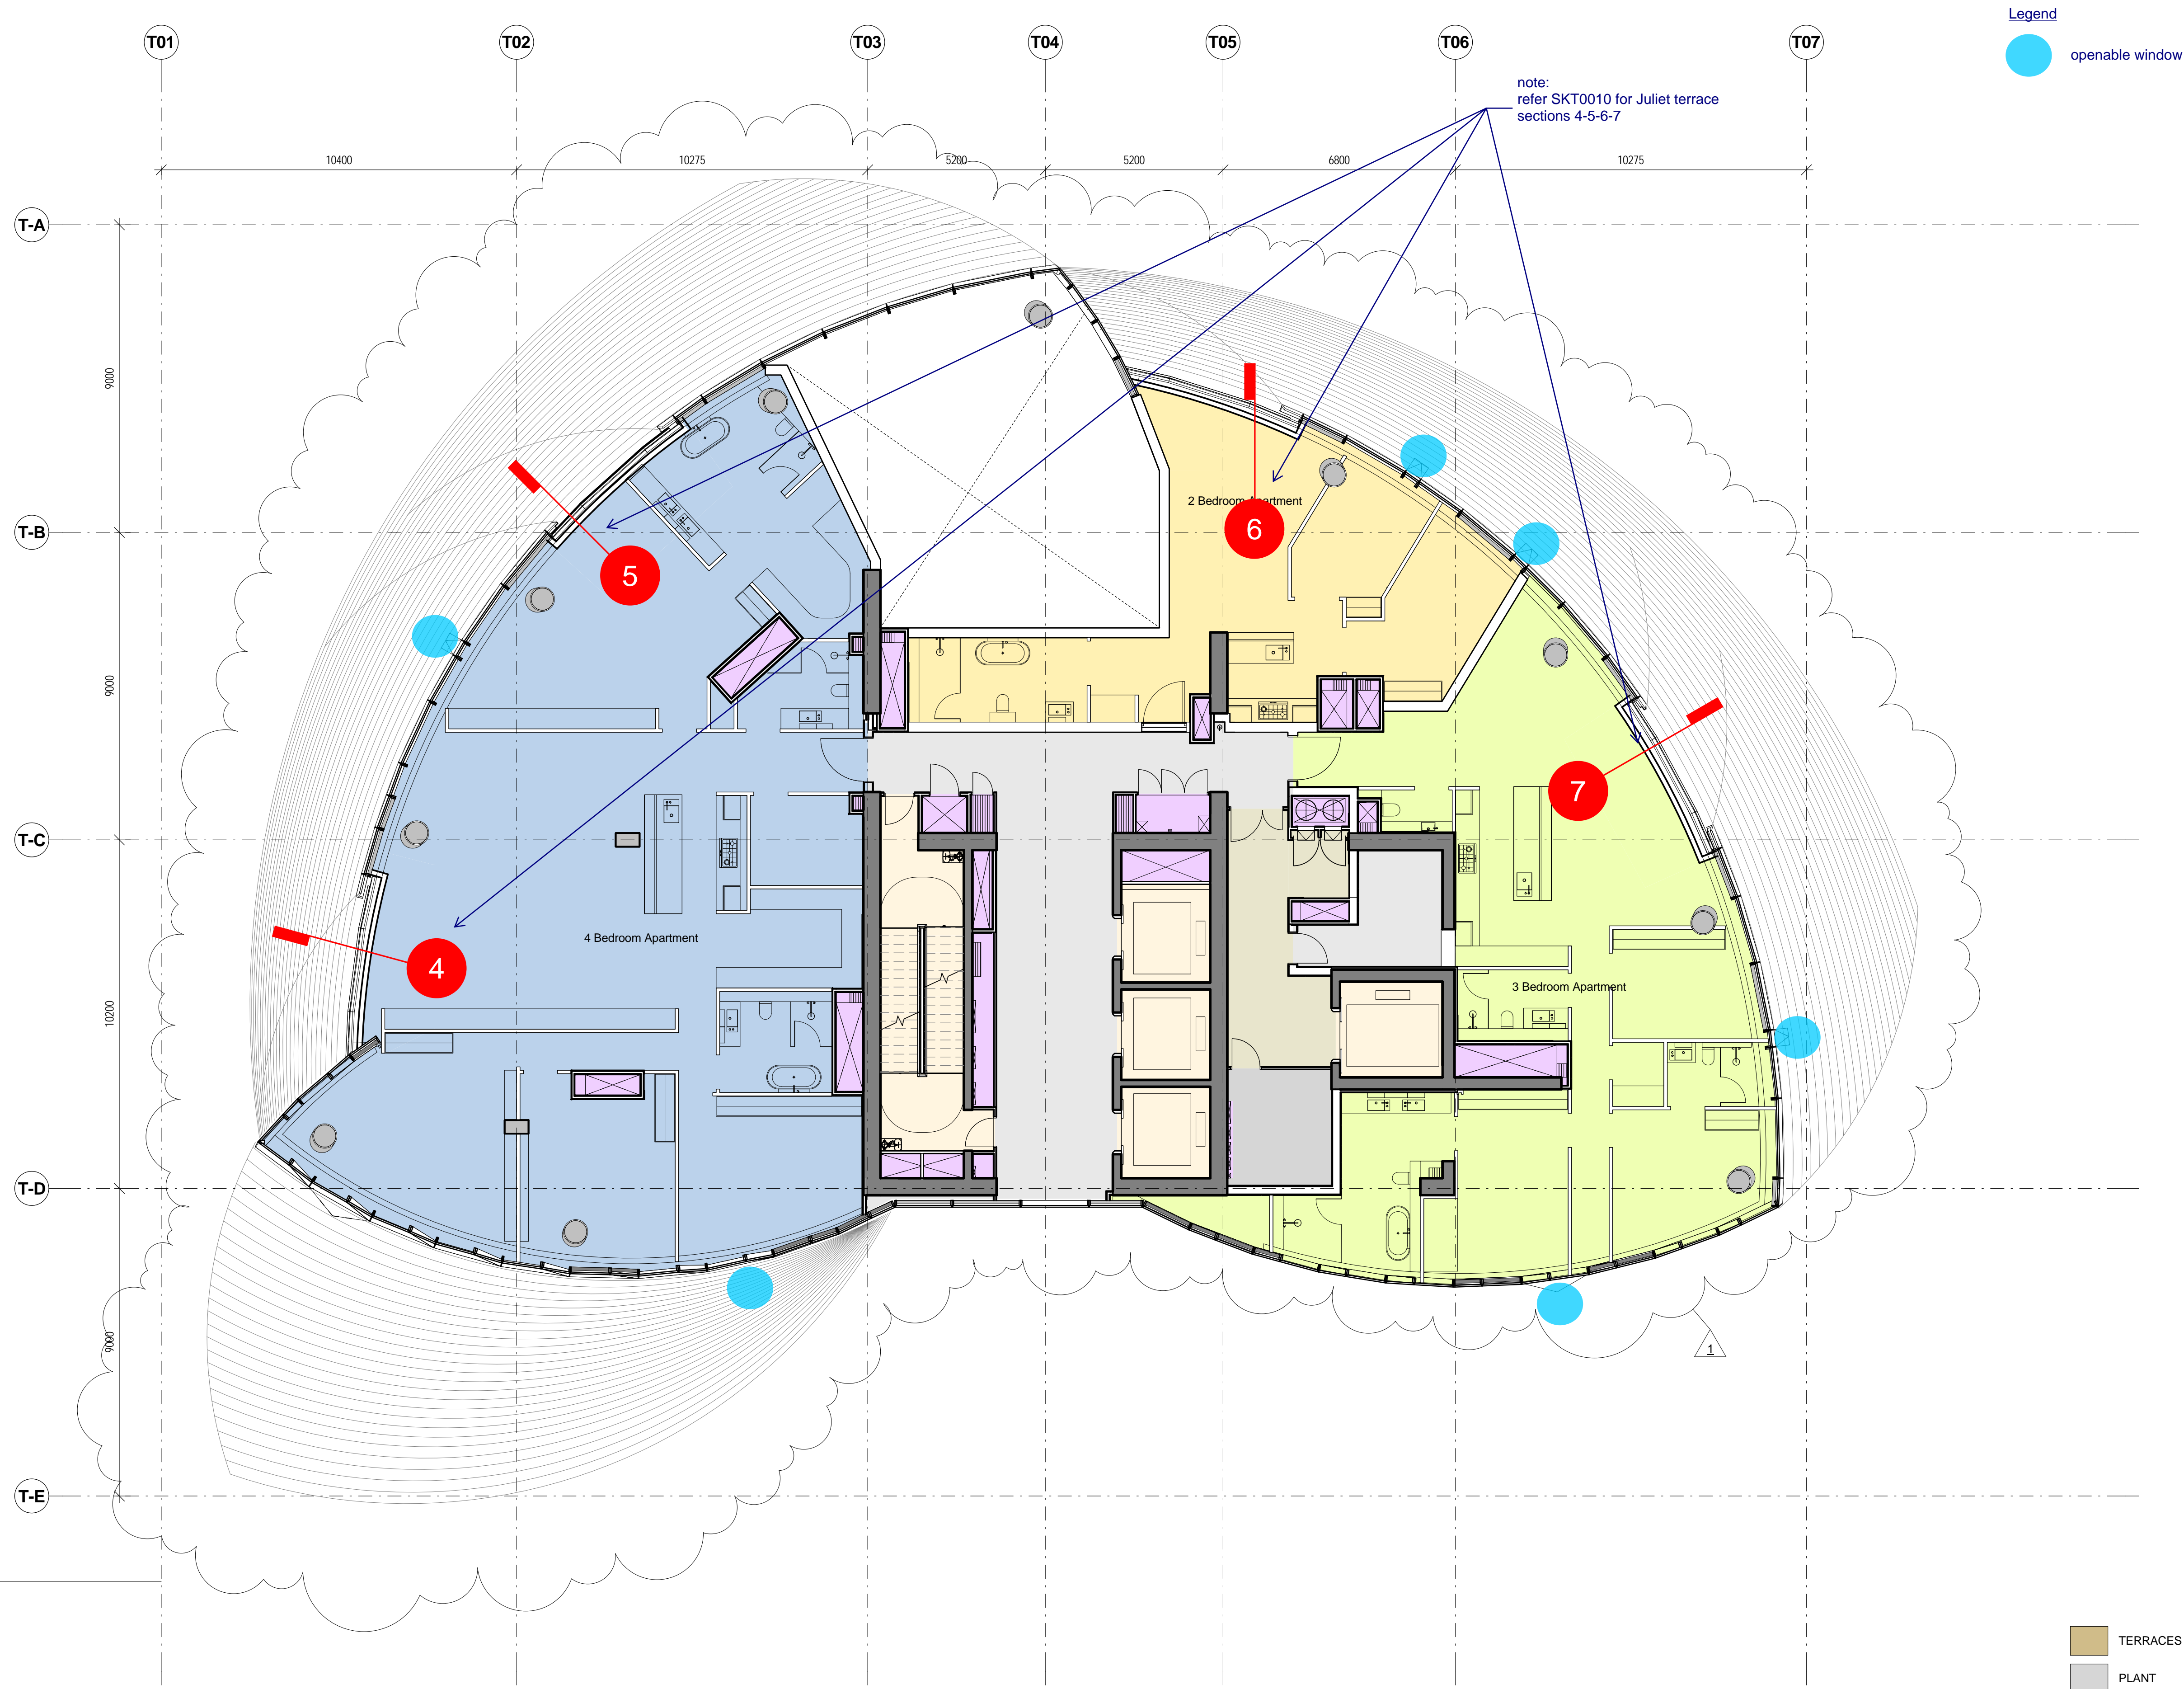 Legend
openable window
T01
T02
T03
T04
T05
T06
T07
note:
refer SKT0010 for Juliet terrace
sections 4-5-6-7
10400
10275
5200
5200
6800
10275
T-A
9000
T-B
9000
T-C
10200
T-D
9000
T-E
5
6
2 Bedroom Apartment
7
4 Bedroom Apartment
4
3 Bedroom Apartment
1
TERRACES
PLANT